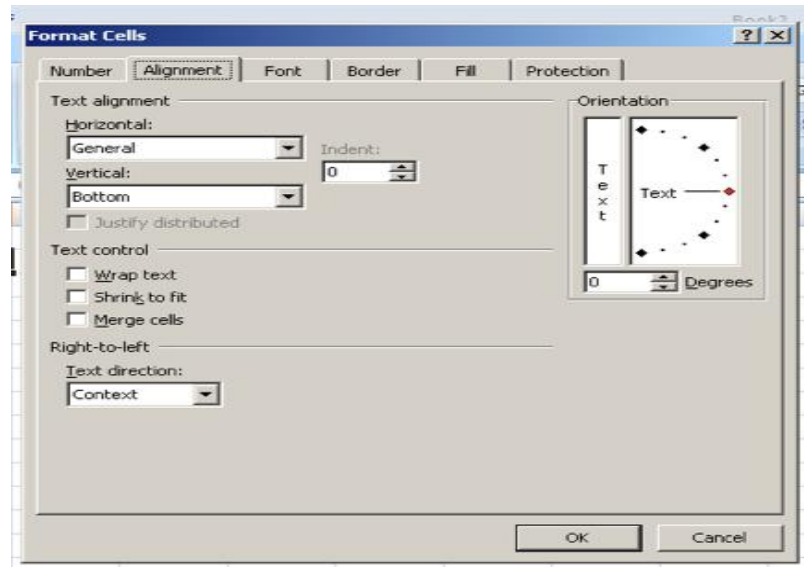 Book2
Format Cells
Number Alignment Font Border Fill Protection
Text alignment
Horizontal:
General
Indent:
0
Vertical:
Bottom
Justify distributed
Text control
Wrap text
Shrink to fit
Merge cells
Right-to-left
Text direction:
Context
Orientation
Text
Text
0 Degrees
OK Cancel